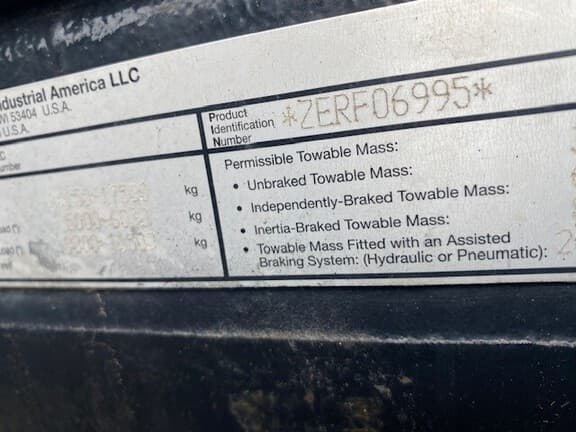 ndustrial America LLC
WI 53404 U.S.A.
U.S.A.
Product
Identification
Number
*ZERF06995*
kg
kg
kg
Permissible Towable Mass:
• Unbraked Towable Mass:
• Independently-Braked Towable Mass:
• Inertia-Braked Towable Mass:
• Towable Mass Fitted with an Assisted
Braking System: (Hydraulic or Pneumatic):